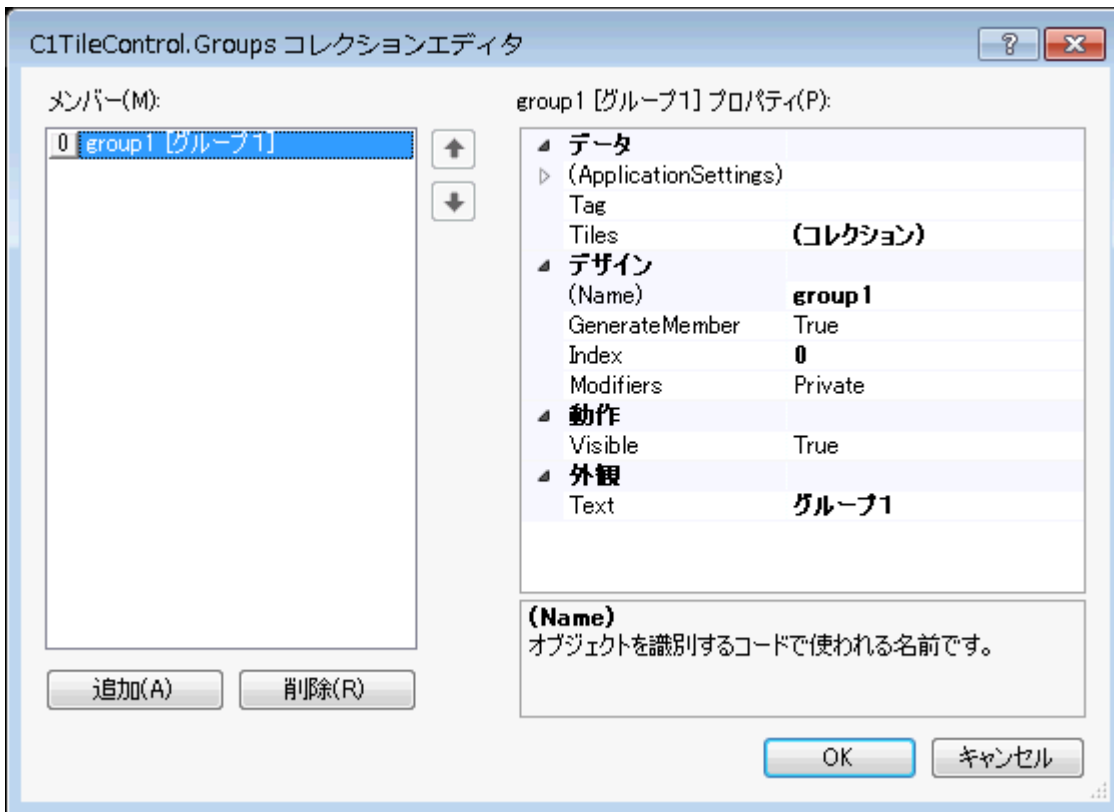 C1TileControl.Groups コレクションエディタ
メンバー(M):
0 group1 [グループ1]
追加(A) 削除(R)
group1 [グループ1] プロパティ(P):
データ
(ApplicationSettings)
Tag
Tiles (コレクション)
デザイン
(Name) group1
GenerateMember True
Index 0
Modifiers Private
動作
Visible True
外観
Text グループ1
(Name)
オブジェクトを識別するコードで使われる名前です。
OK キャンセル